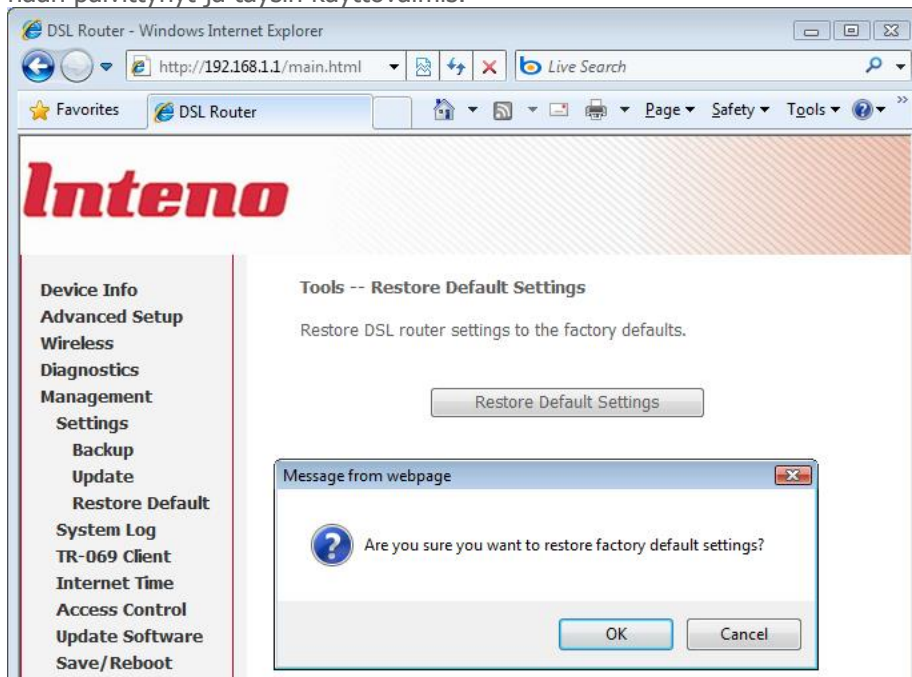 päivittynyt ja täysin käyttövalmis.
DSL Router - Windows Internet Explorer
http://192.168.1.1/main.html
Live Search
Favorites
DSL Router
Page
Safety
Tools
Inteno
Device Info
Advanced Setup
Wireless
Diagnostics
Management
Settings
Backup
Update
Restore Default
System Log
TR-069 Client
Internet Time
Access Control
Update Software
Save/Reboot
Tools -- Restore Default Settings
Restore DSL router settings to the factory defaults.
Restore Default Settings
Message from webpage
Are you sure you want to restore factory default settings?
OK
Cancel